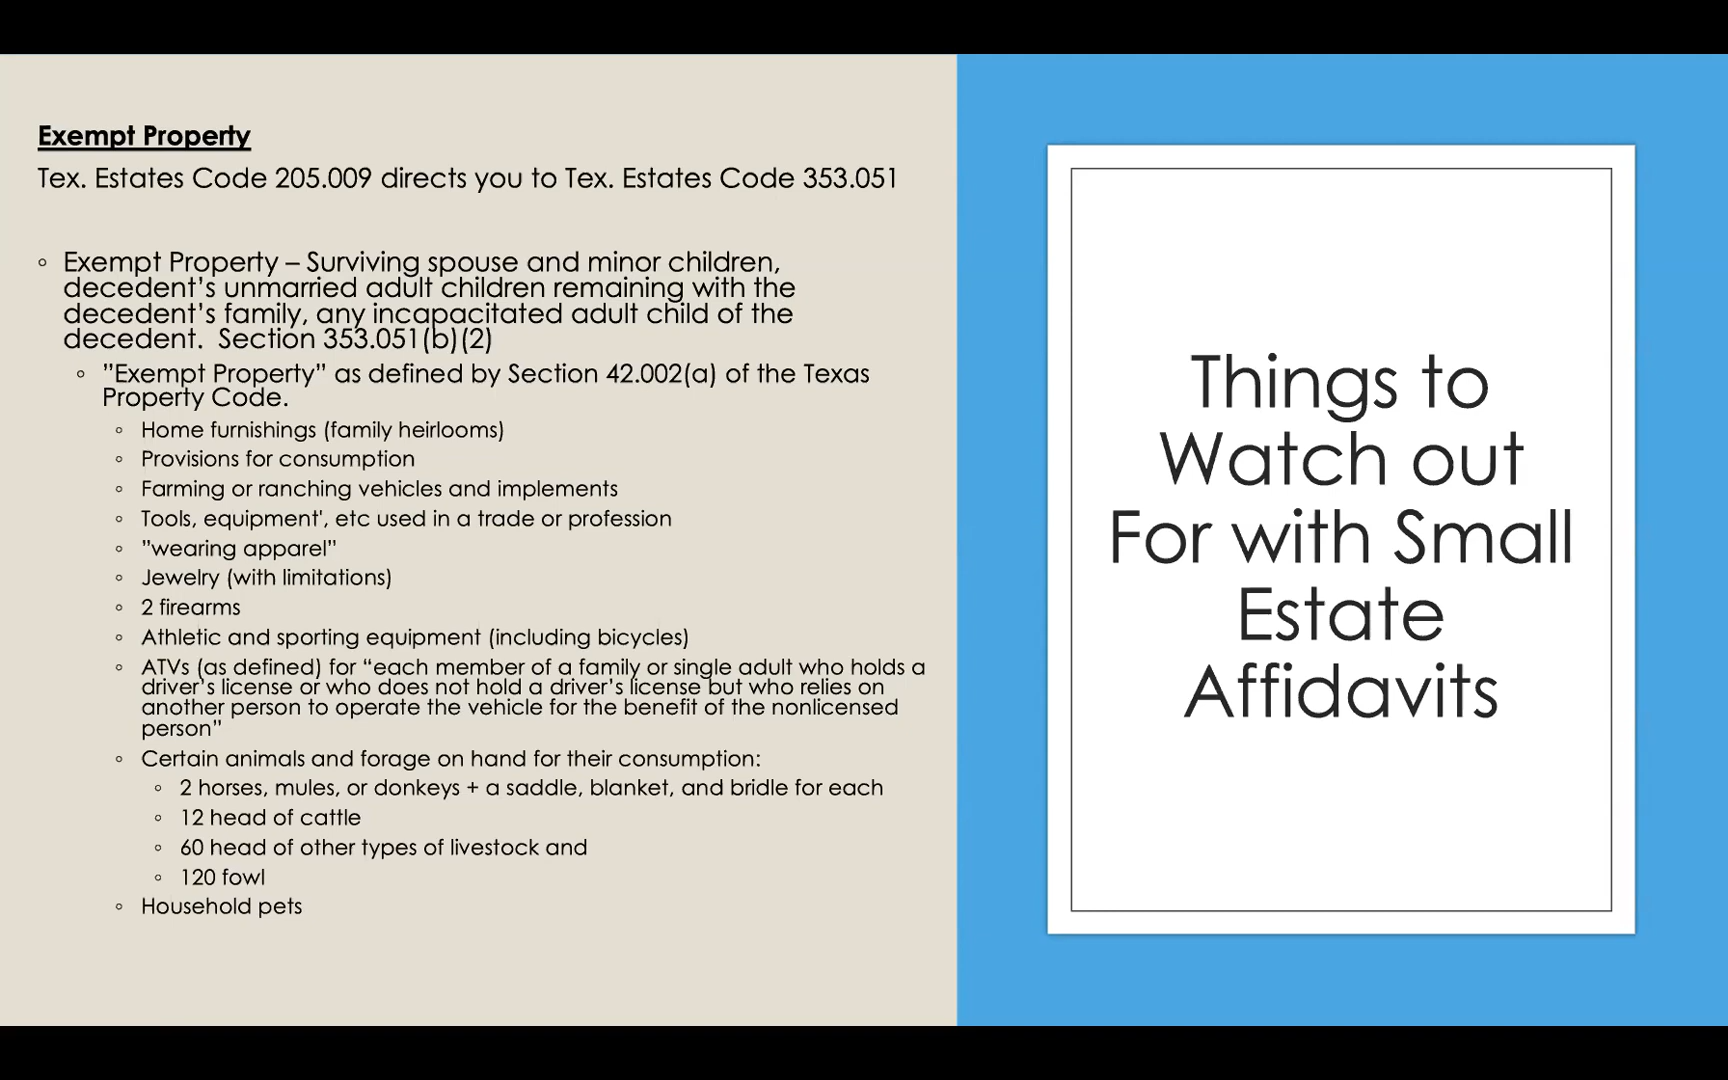 Exempt Property
Tex. Estates Code 205.009 directs you to Tex. Estates Code 353.051
◦ Exempt Property – Surviving spouse and minor children,
decedent’s unmarried adult children remaining with the
decedent’s family, any incapacitated adult child of the
decedent.  Section 353.051(b)(2)
◦ ”Exempt Property” as defined by Section 42.002(a) of the Texas
Property Code.
◦ Home furnishings (family heirlooms)
◦ Provisions for consumption
◦ Farming or ranching vehicles and implements
◦ Tools, equipment', etc used in a trade or profession
◦ ”wearing apparel”
◦ Jewelry (with limitations)
◦ 2 firearms
◦ Athletic and sporting equipment (including bicycles)
◦ ATVs (as defined) for “each member of a family or single adult who holds a
driver’s license or who does not hold a driver’s license but who relies on
another person to operate the vehicle for the benefit of the nonlicensed
person”
◦ Certain animals and forage on hand for their consumption:
◦ 2 horses, mules, or donkeys + a saddle, blanket, and bridle for each
◦ 12 head of cattle
◦ 60 head of other types of livestock and
◦ 120 fowl
◦ Household pets
Things to
Watch out
For with Small
Estate
Affidavits